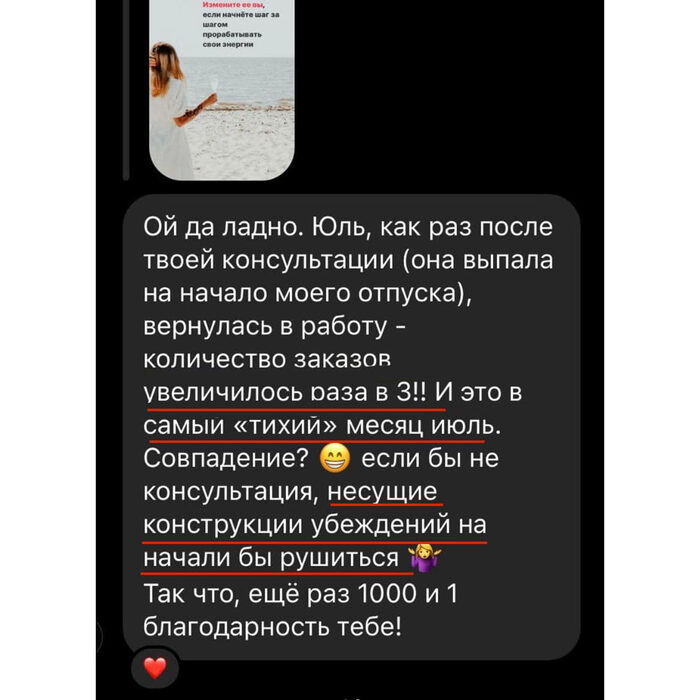 Измените ее вы,
если начнёте шаг за
шагом
прорабатывать
свои энергии
Ой да ладно. Юль, как раз после
твоей консультации (она выпала
на начало моего отпуска),
вернулась в работу -
количество заказов
увеличилось раза в 3!! И это в
самый «тихий» месяц июль.
Совпадение? 😁 если бы не
консультация, несущие
конструкции убеждений на
начали бы рушиться 🤷‍♀️
Так что, ещё раз 1000 и 1
благодарность тебе!